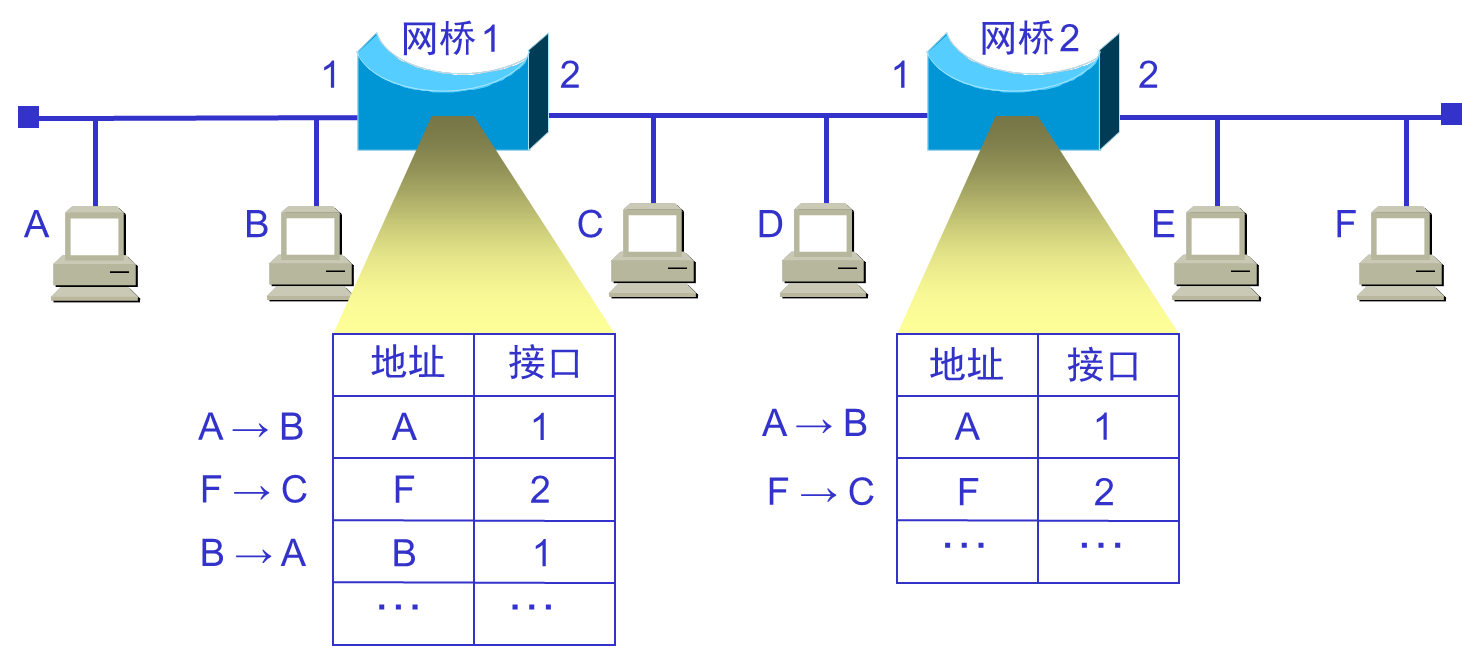 网桥1
网桥2
1
2
1
2
A
B
C
D
E
F
地址 接口
A→B A 1
F→C F 2
B→A B 1
… …
地址 接口
A→B A 1
F→C F 2
… …